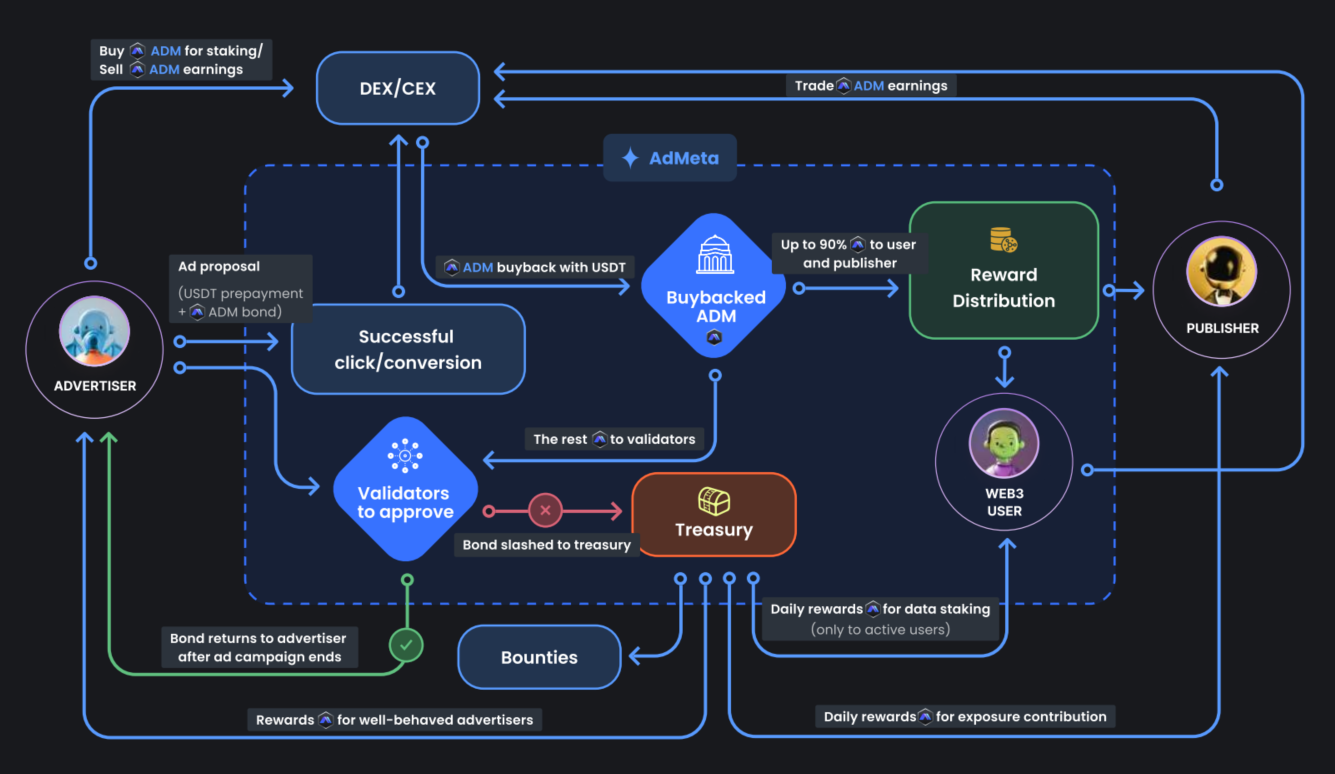 Buy ADM for staking/
Sell ADM earnings
DEX/CEX
Trade ADM earnings
AdMeta
Ad proposal
(USDT prepayment
+ ADM bond)
ADM buyback with USDT
Buybacked
ADM
Up to 90% to user
and publisher
Reward
Distribution
PUBLISHER
ADVERTISER
Successful
click/conversion
The rest to validators
Validators
to approve
Bond slashed to treasury
Treasury
WEB3
USER
Bond returns to advertiser
after ad campaign ends
Bounties
Daily rewards for data staking
(only to active users)
Rewards for well-behaved advertisers
Daily rewards for exposure contribution